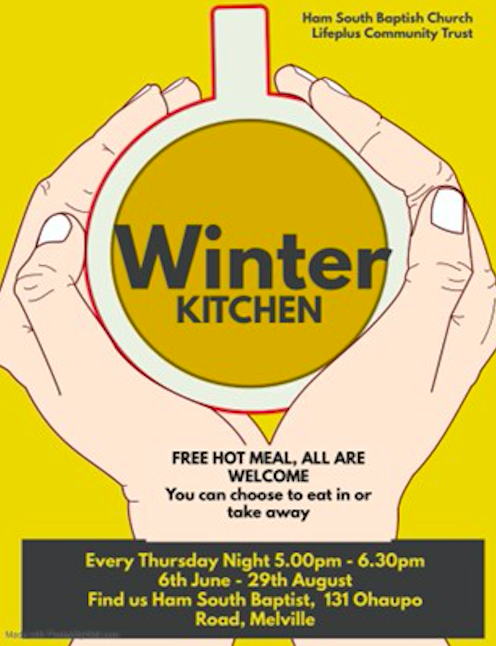 Ham South Baptist Church
Lifeplus Community Trust
Winter
KITCHEN
FREE HOT MEAL, ALL ARE
WELCOME
You can choose to eat in or
take away
Every Thursday Night 5.00pm - 6.30pm
6th June - 29th August
Find us Ham South Baptist, 131 Ohaupo
Road, Melville